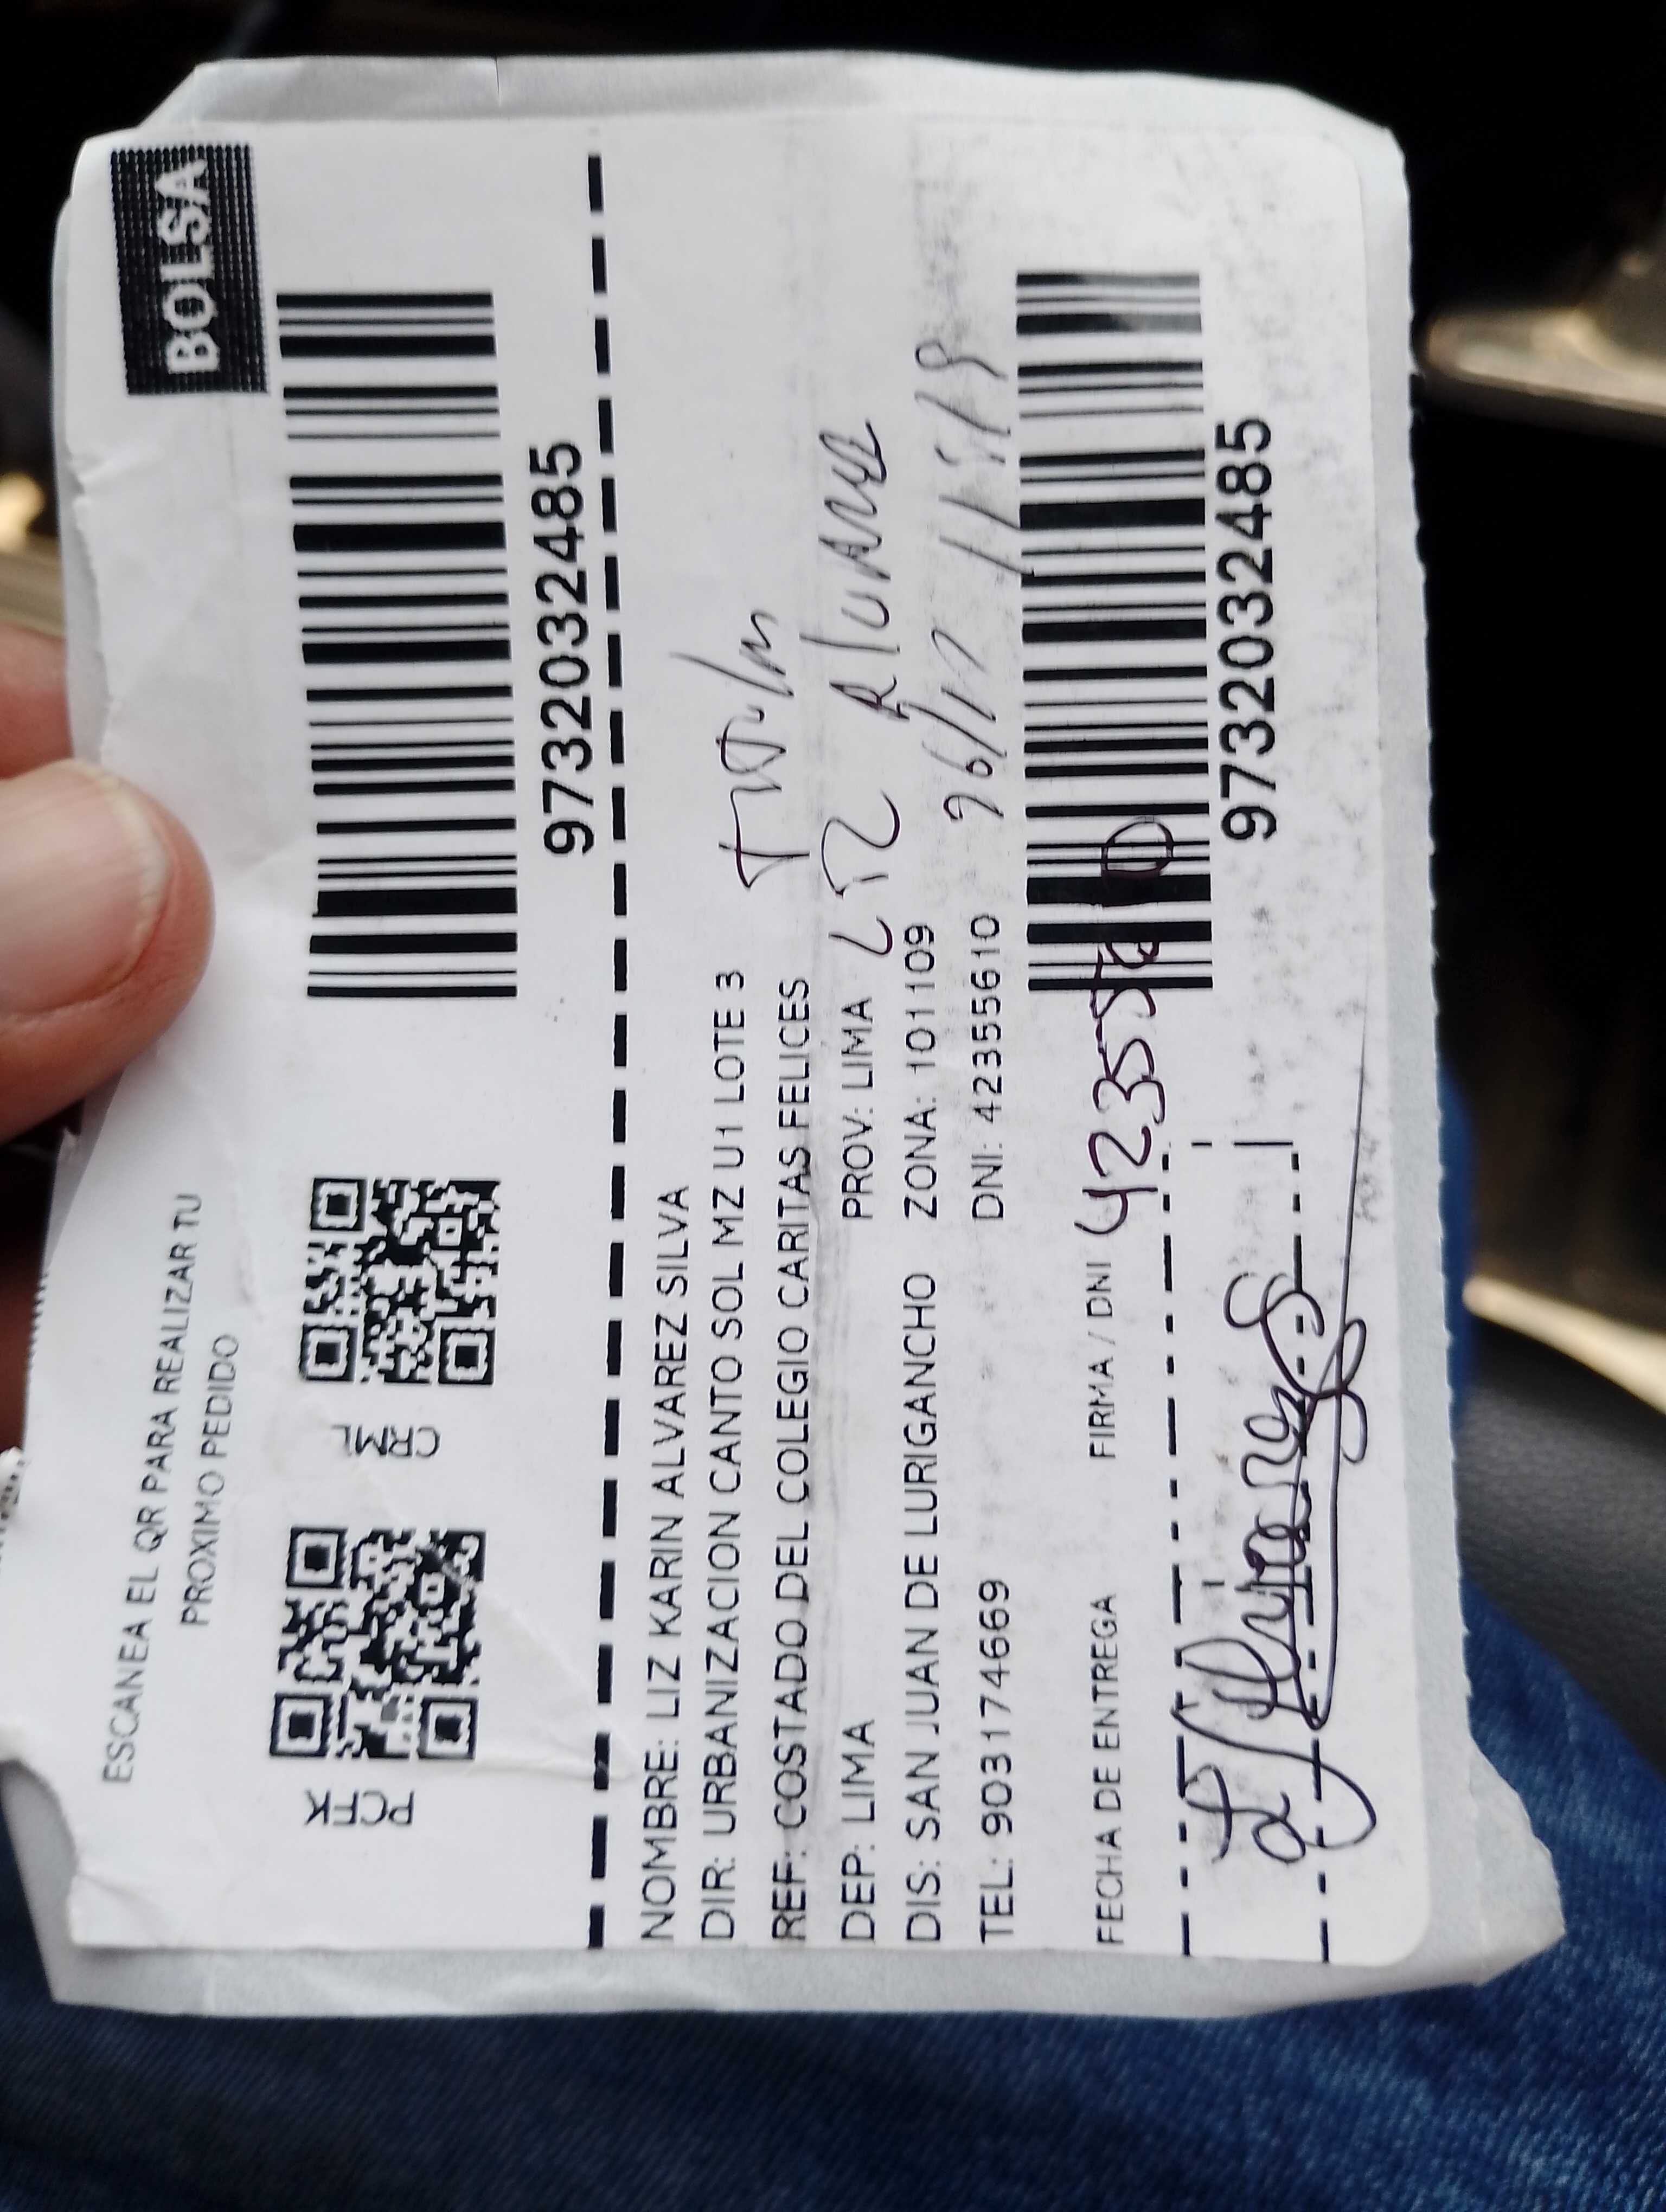 BOLSA
ESCANEA EL QR PARA REALIZAR TU
PROXIMO PEDIDO
9732032485
NOMBRE: LIZ KARIN ALVAREZ SILVA
DIR: URBANIZACION CANTO SOL MZ U1 LOTE 3
REF: COSTADO DEL COLEGIO CARITAS FELICES
DEP: LIMA PROV: LIMA
DIS: SAN JUAN DE LURIGANCHO ZONA: 101109
TEL: 903174669 DNI: 42355610
FECHA DE ENTREGA FIRMA / DNI 42355610
9732032485